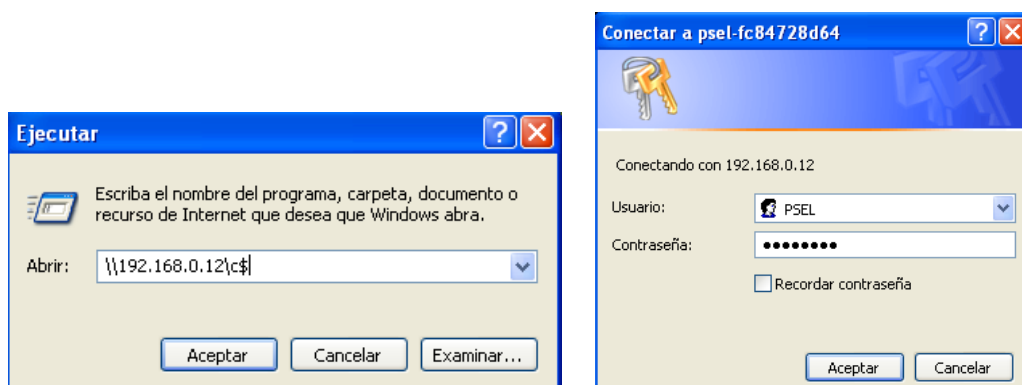 Ejecutar
Escriba el nombre del programa, carpeta, documento o
recurso de Internet que desea que Windows abra.
Abrir: \\192.168.0.12\c$
Aceptar Cancelar Examinar...
Conectar a psel-fc84728d64
Conectando con 192.168.0.12
Usuario: PSEL
Contraseña: ●●●●●●●●
Recordar contraseña
Aceptar Cancelar